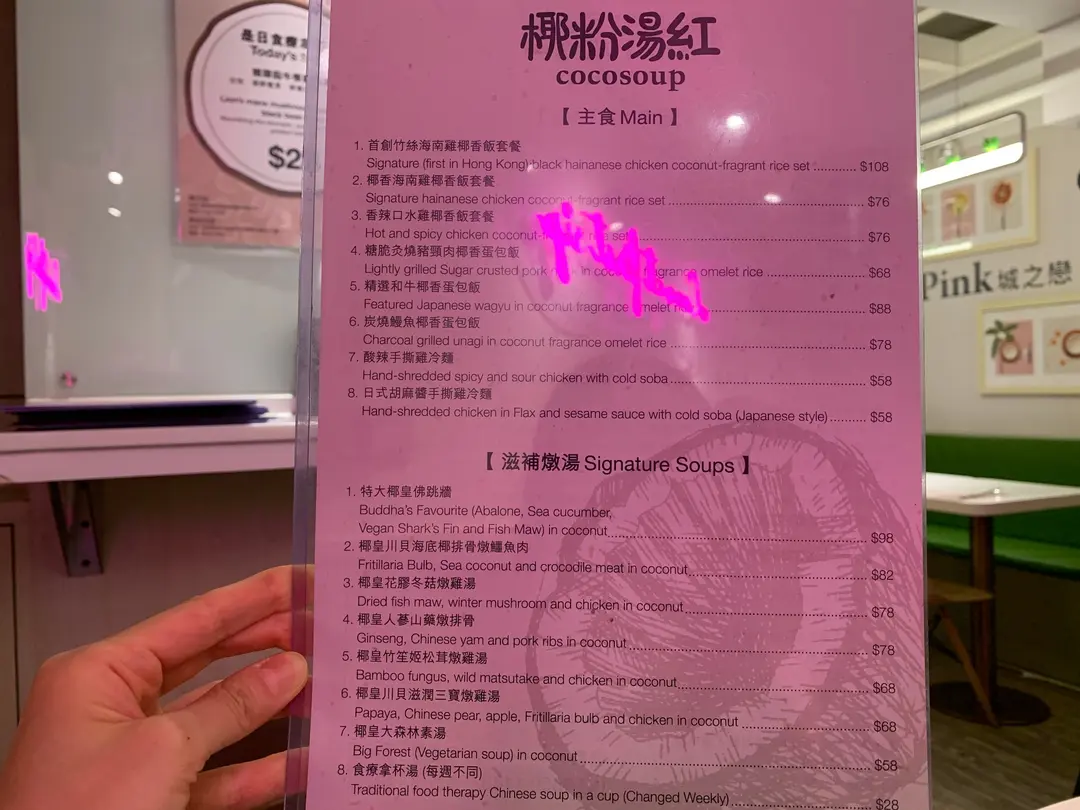 是日食療
Today's
$2
椰粉湯紅
cocosoup
【 主食 Main 】
1. 首創竹絲海南雞椰香飯套餐
Signature (first in Hong Kong) black hainanese chicken coconut-fragrant rice set ............ $108
2. 椰香海南雞椰香飯套餐
Signature hainanese chicken coconut-fragrant rice set ............ $76
3. 香辣口水雞椰香飯套餐
Hot and spicy chicken coconut- rice set ............ $76
4. 糖脆灸燒豬頸肉椰香蛋包飯
Lightly grilled Sugar crusted pork in fragrance omelet rice ............ $68
5. 精選和牛椰香蛋包飯
Featured Japanese wagyu in coconut fragrance omelet ............ $88
6. 炭燒鰻魚椰香蛋包飯
Charcoal grilled unagi in coconut fragrance omelet rice ............ $78
7. 酸辣手撕雞冷麵
Hand-shredded spicy and sour chicken with cold soba ............ $58
8. 日式胡麻醬手撕雞冷麵
Hand-shredded chicken in Flax and sesame sauce with cold soba (Japanese style) .......... $58
【 滋補燉湯 Signature Soups 】
1. 特大椰皇佛跳牆
Buddha's Favourite (Abalone, Sea cucumber,
Vegan Shark's Fin and Fish Maw) in coconut ............ $98
2. 椰皇川貝海底椰排骨燉鱷魚肉
Fritillaria Bulb, Sea coconut and crocodile meat in coconut ............ $82
3. 椰皇花膠冬菇燉雞湯
Dried fish maw, winter mushroom and chicken in coconut ............ $78
4. 椰皇人蔘山藥燉排骨
Ginseng, Chinese yam and pork ribs in coconut ............ $78
5. 椰皇竹笙姬松茸燉雞湯
Bamboo fungus, wild matsutake and chicken in coconut ............ $68
6. 椰皇川貝滋潤三寶燉雞湯
Papaya, Chinese pear, apple, Fritillaria bulb and chicken in coconut ............ $68
7. 椰皇大森林素湯
Big Forest (Vegetarian soup) in coconut ............ $58
8. 食療拿杯湯 (每週不同)
Traditional food therapy Chinese soup in a cup (Changed Weekly) ............ $28
Pink 城之戀